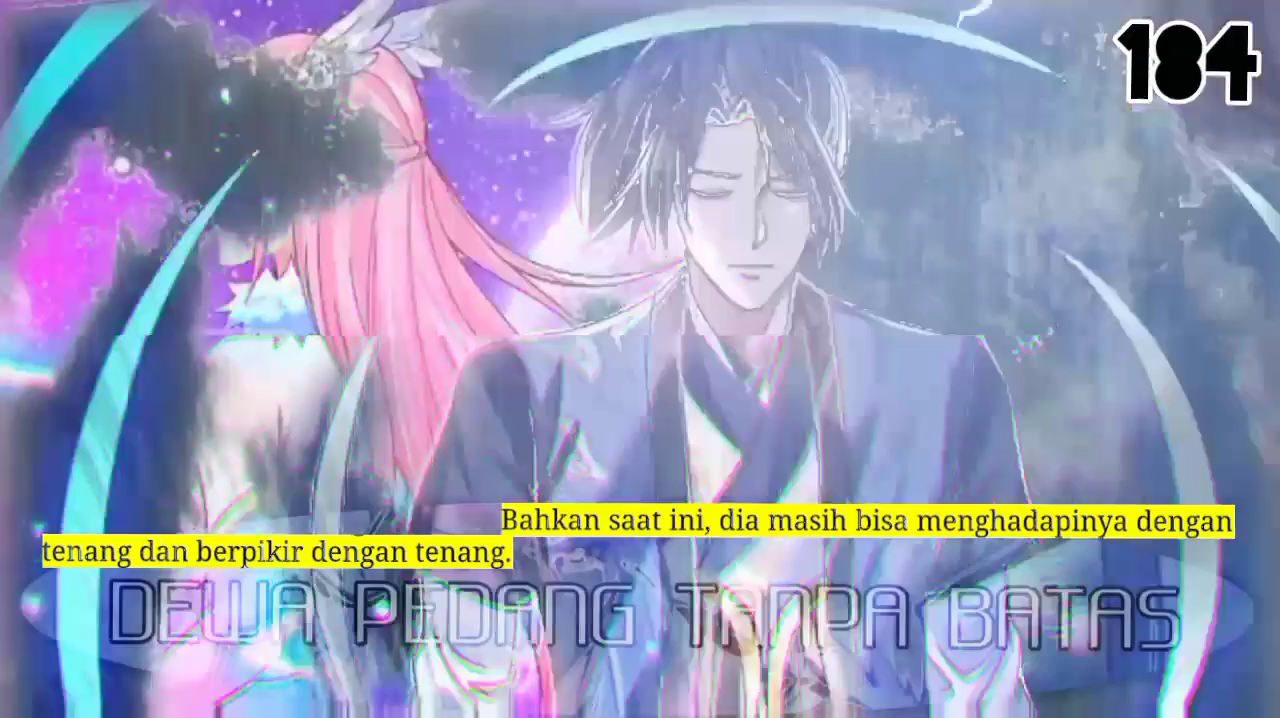 184
Bahkan saat ini, dia masih bisa menghadapinya dengan
tenang dan berpikir dengan tenang.
DEWA PEDANG TANPA BATAS